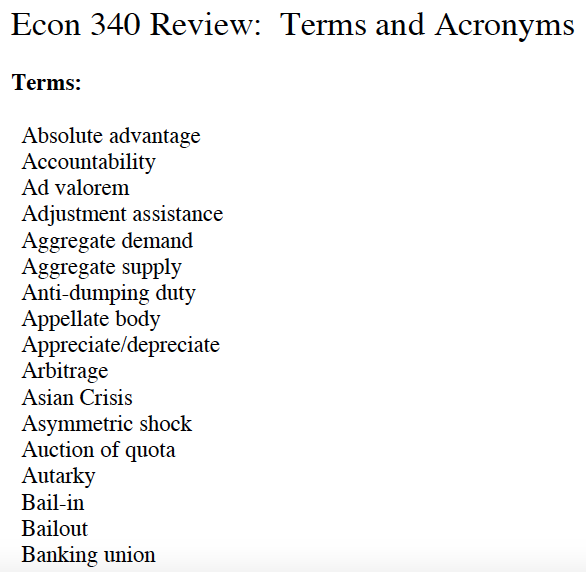 Econ 340 Review: Terms and Acronyms
Terms:
Absolute advantage
Accountability
Ad valorem
Adjustment assistance
Aggregate demand
Aggregate supply
Anti-dumping duty
Appellate body
Appreciate/depreciate
Arbitrage
Asian Crisis
Asymmetric shock
Auction of quota
Autarky
Bail-in
Bailout
Banking union